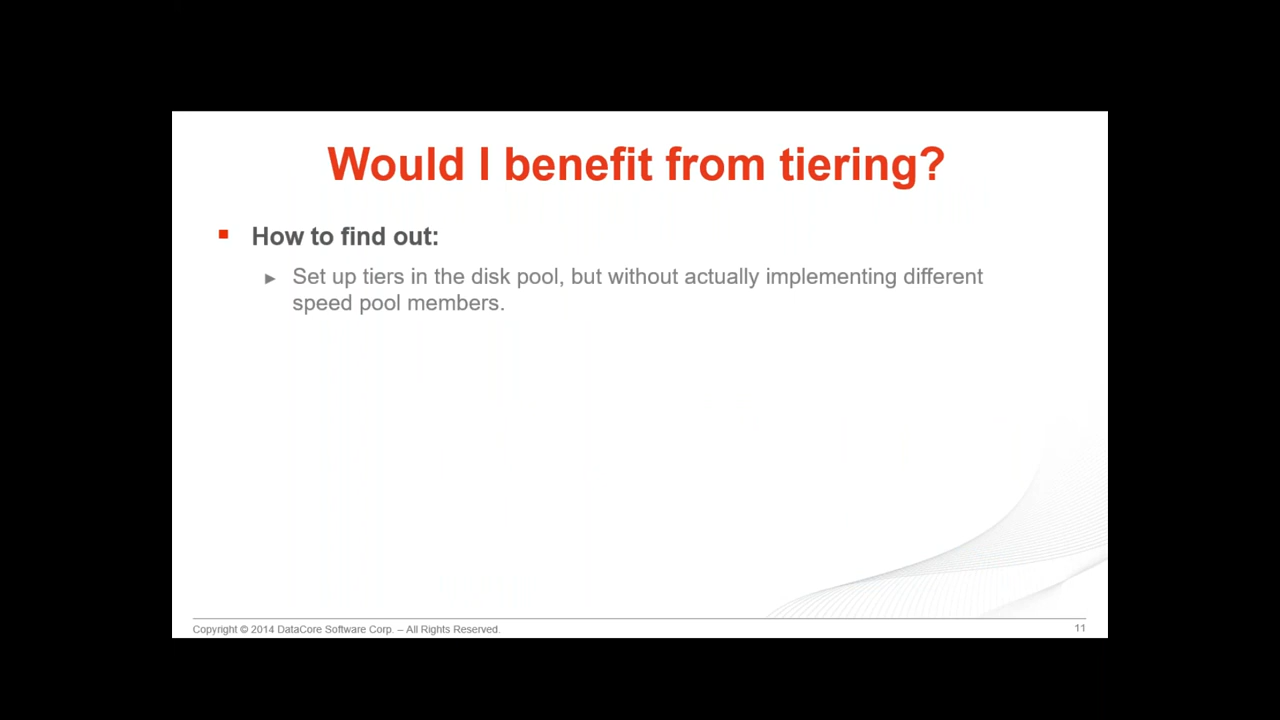 Would I benefit from tiering?
How to find out:
Set up tiers in the disk pool, but without actually implementing different
speed pool members.
Copyright © 2014 DataCore Software Corp. – All Rights Reserved.
11